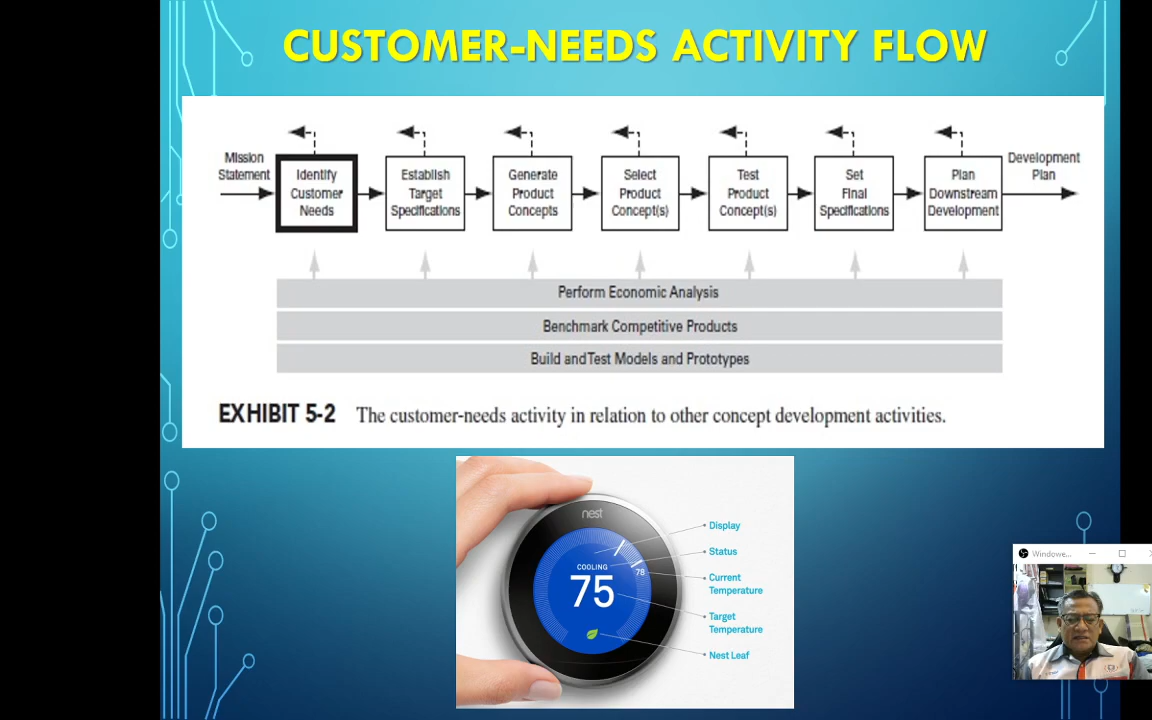 CUSTOMER-NEEDS ACTIVITY FLOW
Mission
Statement
Identify
Customer
Needs
Establish
Target
Specifications
Generate
Product
Concepts
Select
Product
Concept(s)
Test
Product
Concept(s)
Set
Final
Specifications
Plan
Downstream
Development
Development
Plan
Perform Economic Analysis
Benchmark Competitive Products
Build and Test Models and Prototypes
EXHIBIT 5-2 The customer-needs activity in relation to other concept development activities.
nest
Display
Status
COOLING
78
75
Current
Temperature
Target
Temperature
Nest Leaf
Windowe...